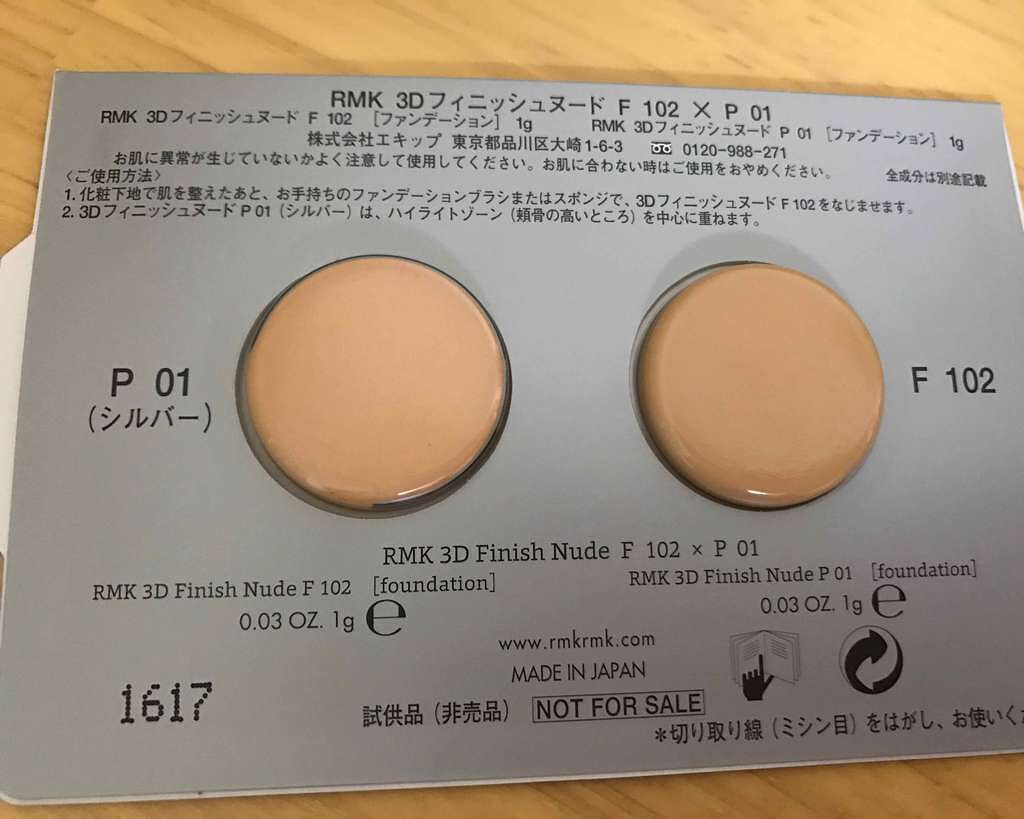 RMK 3Dフィニッシュヌード F 102 × P 01
RMK 3Dフィニッシュヌード F 102 [ファンデーション] 1g
RMK 3Dフィニッシュヌード P 01 [ファンデーション] 1g
株式会社エキップ 東京都品川区大崎1-6-3 0120-988-271
お肌に異常が生じていないかよく注意して使用してください。お肌に合わない時はご使用をおやめください。
全成分は別途記載
〈ご使用方法〉
1. 化粧下地で肌を整えたあと、お手持ちのファンデーションブラシまたはスポンジで、3Dフィニッシュヌード F 102 をなじませます。
2. 3Dフィニッシュヌード P 01（シルバー）は、ハイライトゾーン（頬骨の高いところ）を中心に重ねます。
P 01
（シルバー）
F 102
RMK 3D Finish Nude F 102 × P 01
RMK 3D Finish Nude F 102 [foundation]
0.03 OZ. 1g ℮
RMK 3D Finish Nude P 01 [foundation]
0.03 OZ. 1g ℮
www.rmkrmk.com
MADE IN JAPAN
1617
試供品（非売品） NOT FOR SALE
＊切り取り線（ミシン目）をはがし、お使いく